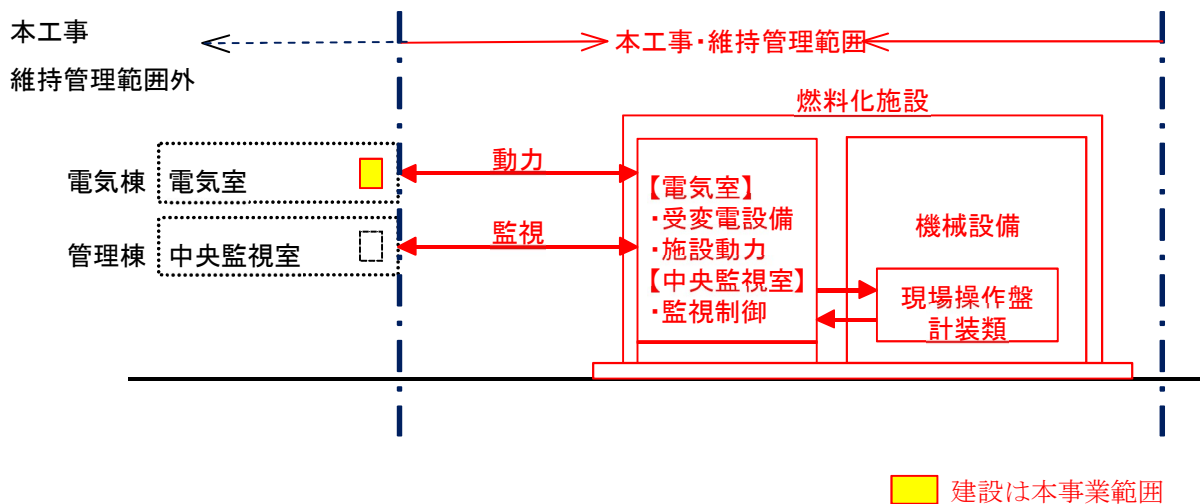 本工事
維持管理範囲外
本工事・維持管理範囲
燃料化施設
電気棟
電気室
動力
管理棟
中央監視室
監視
【電気室】
・受変電設備
・施設動力
【中央監視室】
・監視制御
機械設備
現場操作盤
計装類
建設は本事業範囲